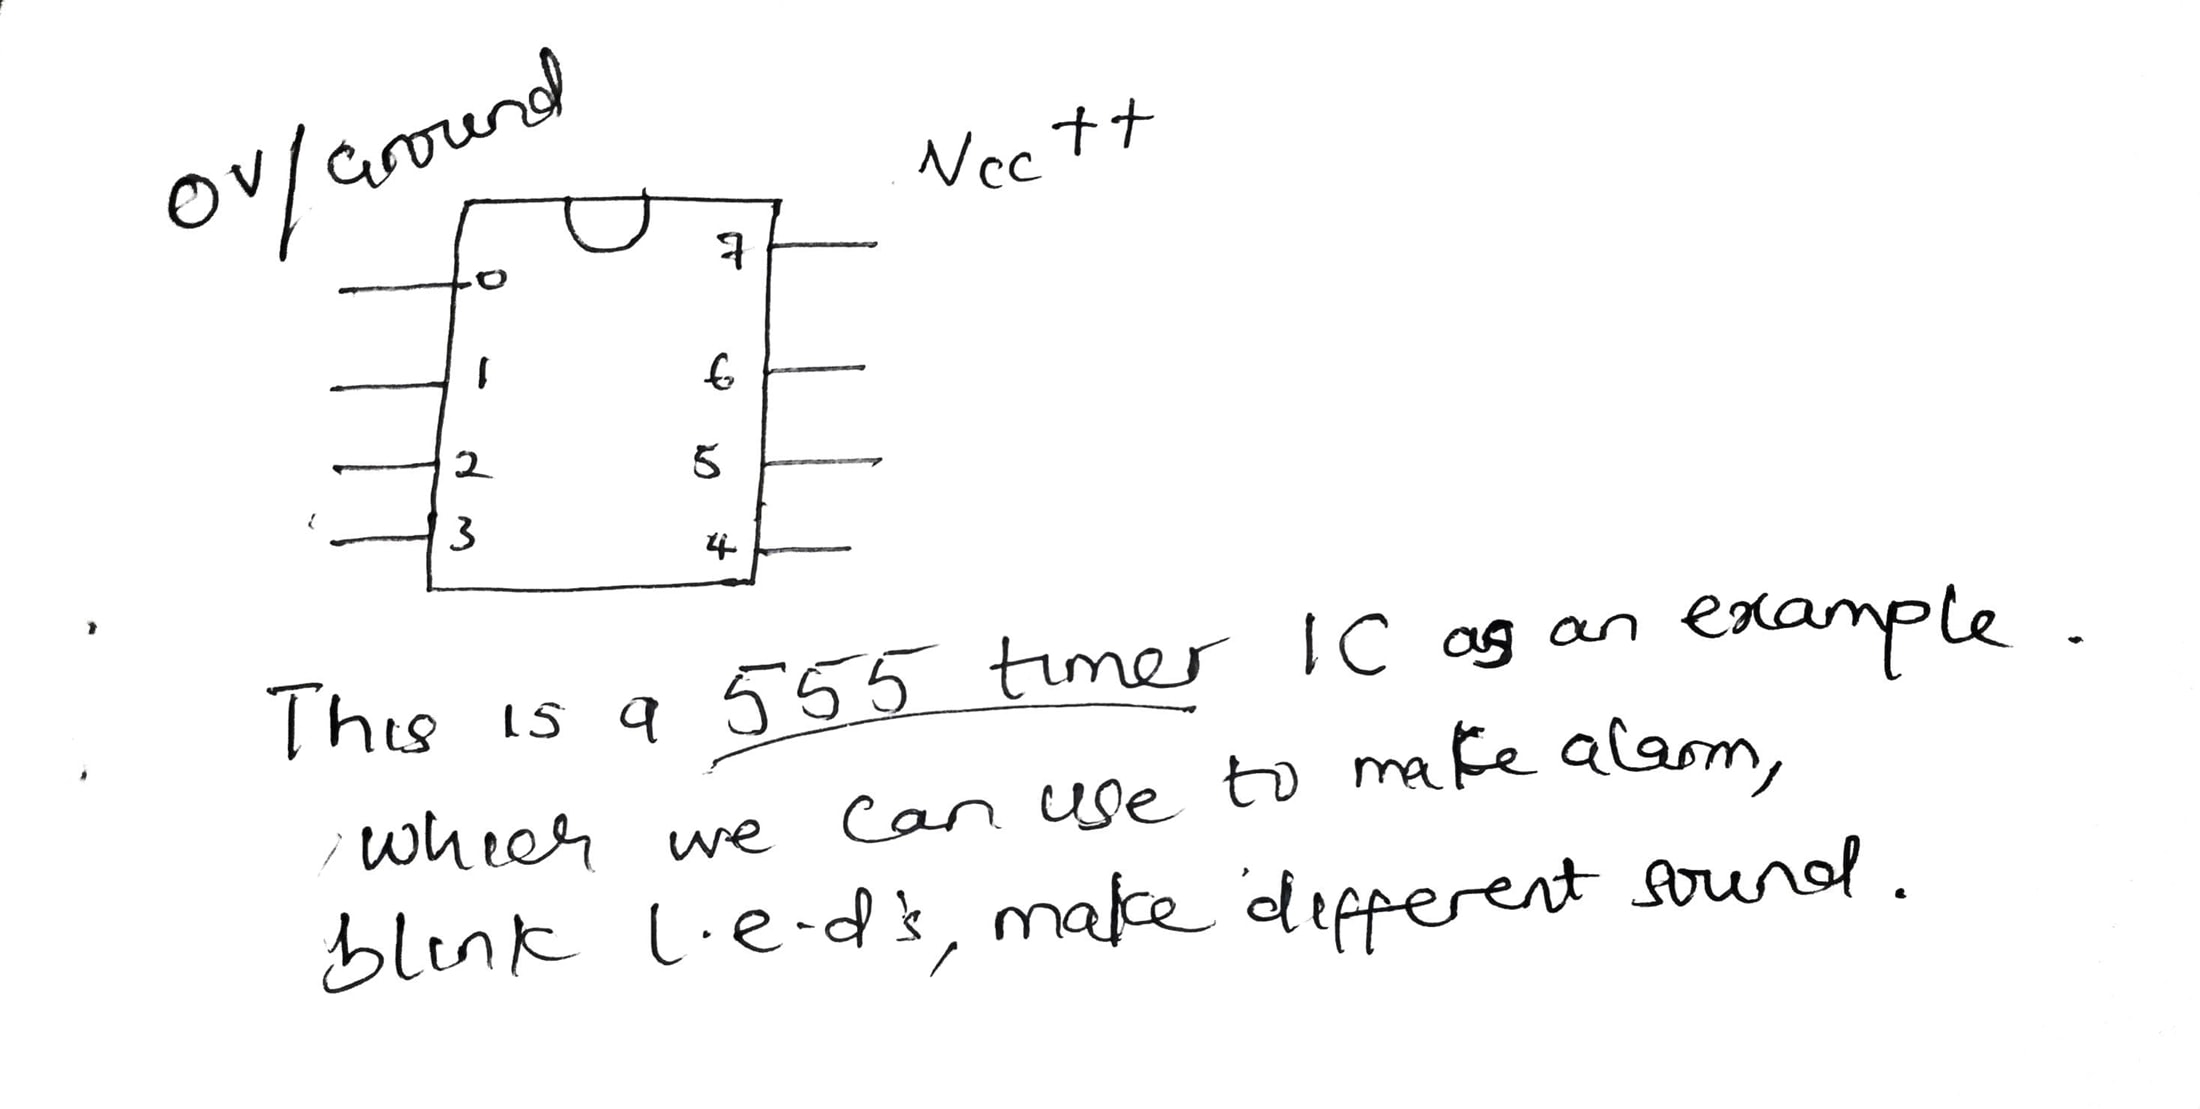 0V/Ground
Vcc ++
7
0
1
6
2
5
3
4
This is a 555 timer IC as an example.
which we can use to make alarm,
blink l.e.d's, make different sound.